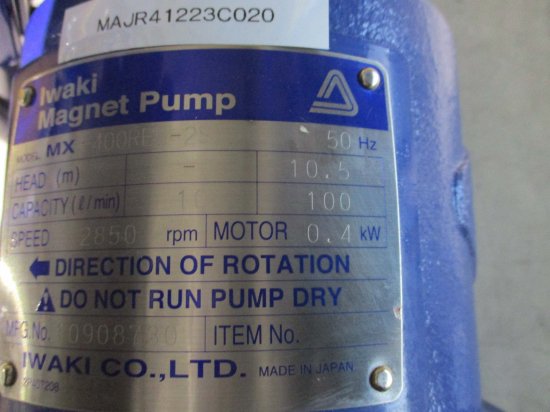 MAJR41223C020
Iwaki
Magnet Pump
MODEL MX 50 Hz
HEAD (m) - 10.5
CAPACITY (ℓ/min) 100
SPEED 2850 rpm MOTOR 0.4 kW
DIRECTION OF ROTATION
DO NOT RUN PUMP DRY
MFG.No. ITEM No.
IWAKI CO.,LTD. MADE IN JAPAN